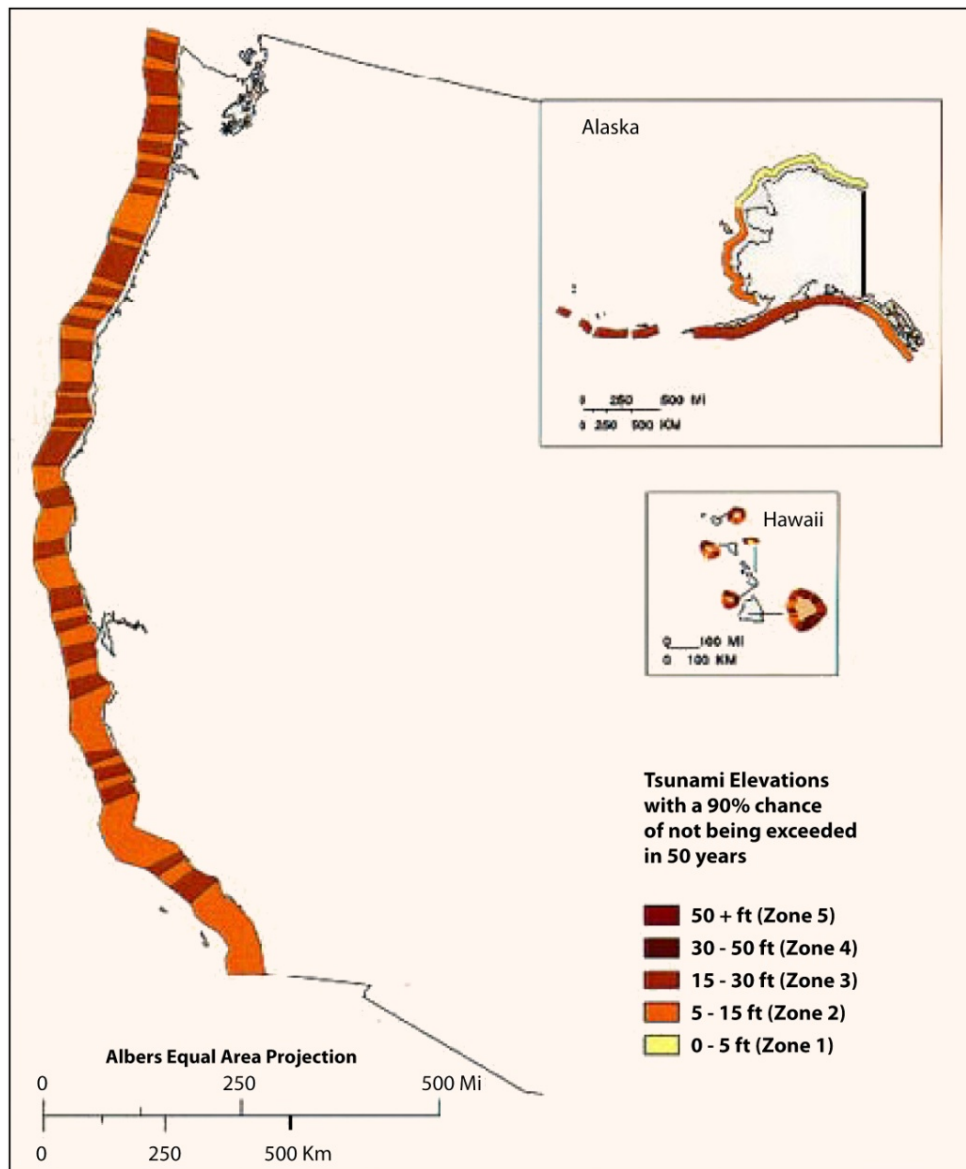 Alaska
0 250 500 MI
0 250 500 KM
Hawaii
0 100 MI
0 100 KM
Tsunami Elevations
with a 90% chance
of not being exceeded
in 50 years
50 + ft (Zone 5)
30 - 50 ft (Zone 4)
15 - 30 ft (Zone 3)
5 - 15 ft (Zone 2)
0 - 5 ft (Zone 1)
Albers Equal Area Projection
0 250 500 Mi
0 250 500 Km